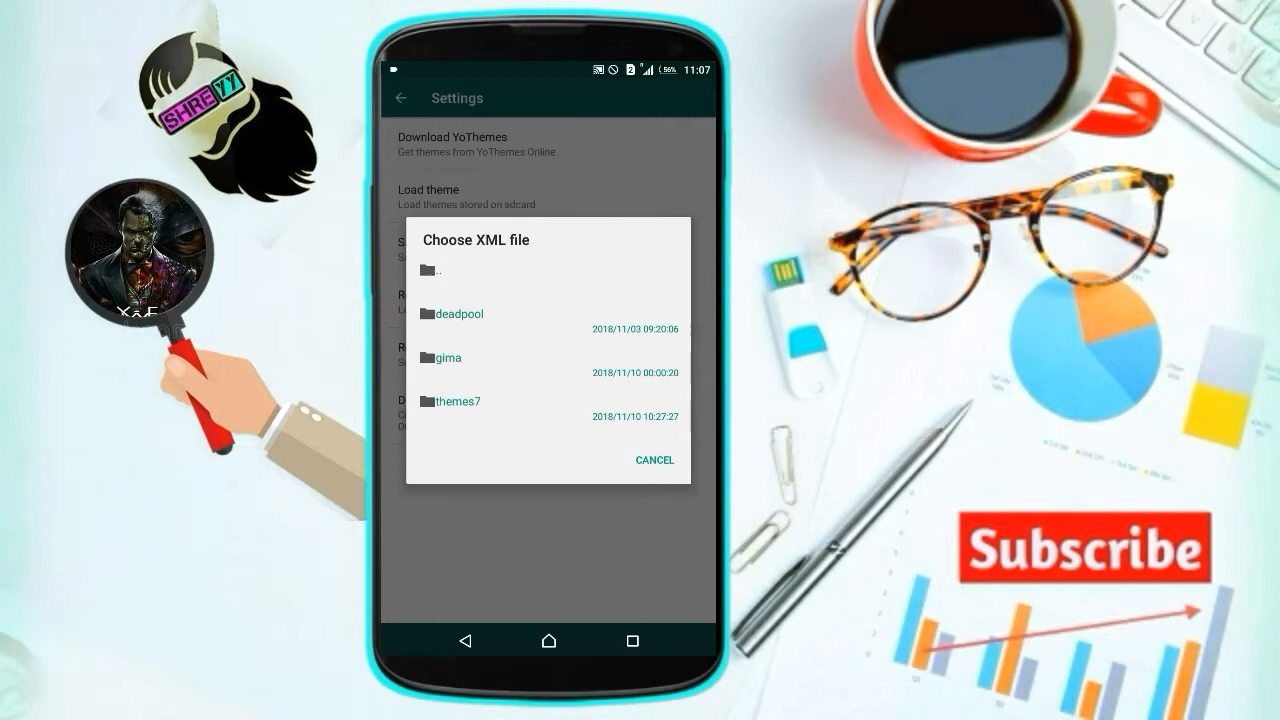 SHREYY
2
56%
11:07
Settings
Download YoThemes
Get themes from YoThemes Online
Load theme
Load themes stored on sdcard
Choose XML file
..
deadpool
2018/11/03 09:20:06
gima
2018/11/10 00:00:20
themes7
2018/11/10 10:27:27
CANCEL
Subscribe